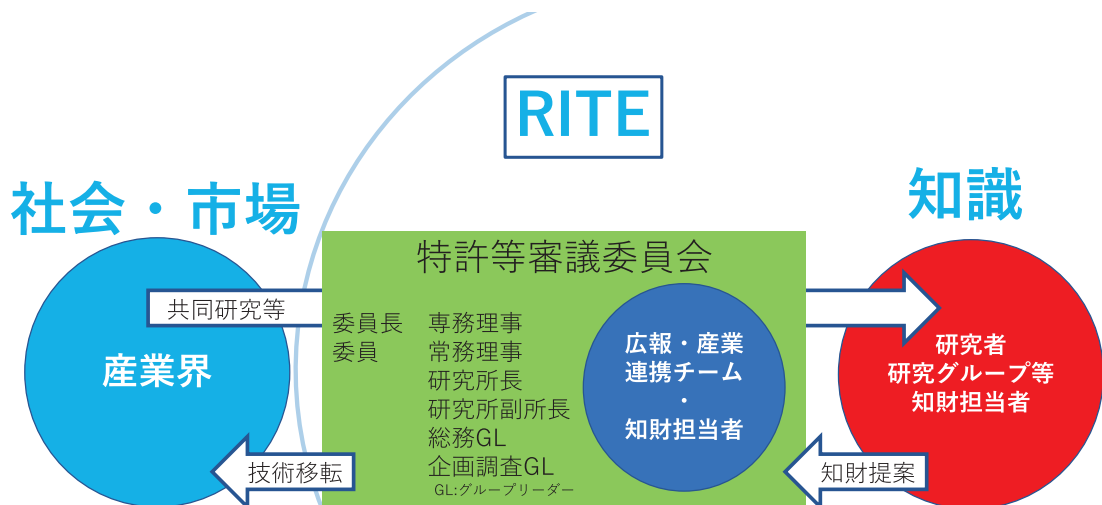 RITE
社会・市場
知識
特許等審議委員会
共同研究等
産業界
技術移転
委員長 専務理事
委員 常務理事
研究所長
研究所副所長
総務GL
企画調査GL
GL:グループリーダー
広報・産業
連携チーム
・
知財担当者
研究者
研究グループ等
知財担当者
知財提案